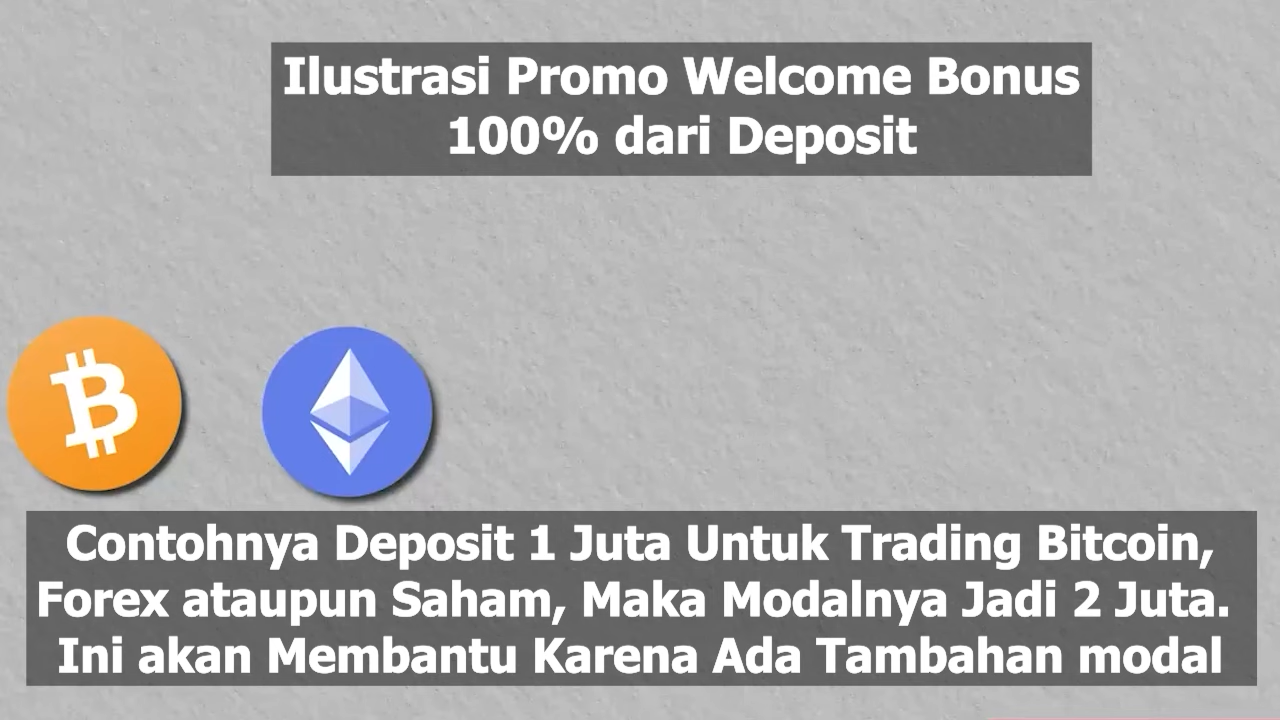 Ilustrasi Promo Welcome Bonus
100% dari Deposit
Contohnya Deposit 1 Juta Untuk Trading Bitcoin,
Forex ataupun Saham, Maka Modalnya Jadi 2 Juta.
Ini akan Membantu Karena Ada Tambahan modal